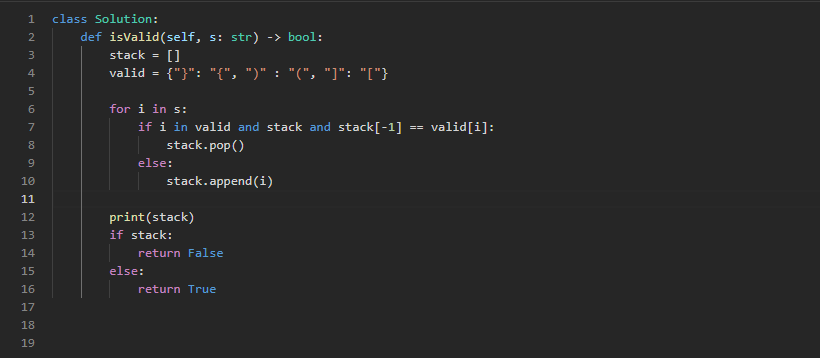 1 class Solution:
2     def isValid(self, s: str) -> bool:
3         stack = []
4         valid = {"}": "{", ")" : "(", "]": "["}
5
6         for i in s:
7             if i in valid and stack and stack[-1] == valid[i]:
8                 stack.pop()
9             else:
10                 stack.append(i)
11
12         print(stack)
13         if stack:
14             return False
15         else:
16             return True
17
18
19